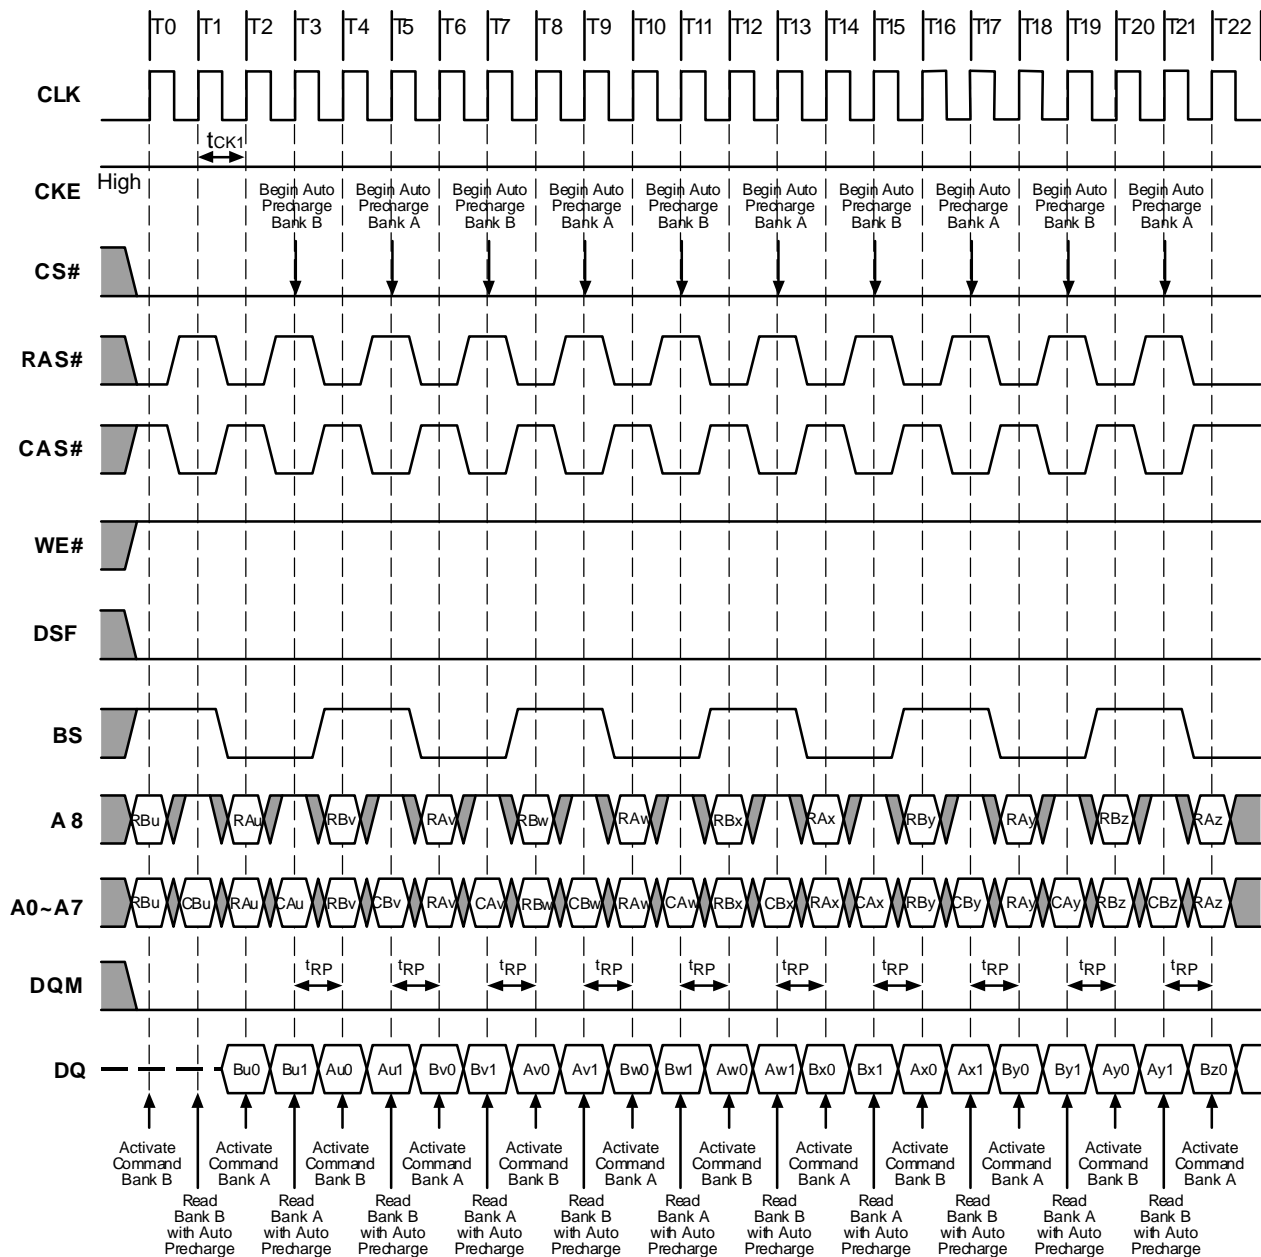 T0 T1 T2 T3 T4 T5 T6 T7 T8 T9 T10 T11 T12 T13 T14 T15 T16 T17 T18 T19 T20 T21 T22
CLK
tCK1
High
CKE
Begin Auto Precharge Bank B
Begin Auto Precharge Bank A
Begin Auto Precharge Bank B
Begin Auto Precharge Bank A
Begin Auto Precharge Bank B
Begin Auto Precharge Bank A
Begin Auto Precharge Bank B
Begin Auto Precharge Bank A
Begin Auto Precharge Bank B
Begin Auto Precharge Bank A
CS#
RAS#
CAS#
WE#
DSF
BS
A8 RBu RAu RBv RAv RBw RAw RBx RAx RBy RAy RBz RAz
A0~A7 RBu CBu RAu CAu RBv CBv RAv CAv RBw CBw RAw CAw RBx CBx RAx CAx RBy CBy RAy CAy RBz CBz RAz
DQM tRP tRP tRP tRP tRP tRP tRP tRP tRP tRP
DQ Bu0 Bu1 Au0 Au1 Bv0 Bv1 Av0 Av1 Bw0 Bw1 Aw0 Aw1 Bx0 Bx1 Ax0 Ax1 By0 By1 Ay0 Ay1 Bz0
Activate Command Bank B
Activate Command Bank A
Activate Command Bank B
Activate Command Bank A
Activate Command Bank B
Activate Command Bank A
Activate Command Bank B
Activate Command Bank A
Activate Command Bank B
Activate Command Bank A
Activate Command Bank B
Activate Command Bank A
Read Bank B with Auto Precharge
Read Bank A with Auto Precharge
Read Bank B with Auto Precharge
Read Bank A with Auto Precharge
Read Bank B with Auto Precharge
Read Bank A with Auto Precharge
Read Bank B with Auto Precharge
Read Bank A with Auto Precharge
Read Bank B with Auto Precharge
Read Bank A with Auto Precharge
Read Bank B with Auto Precharge